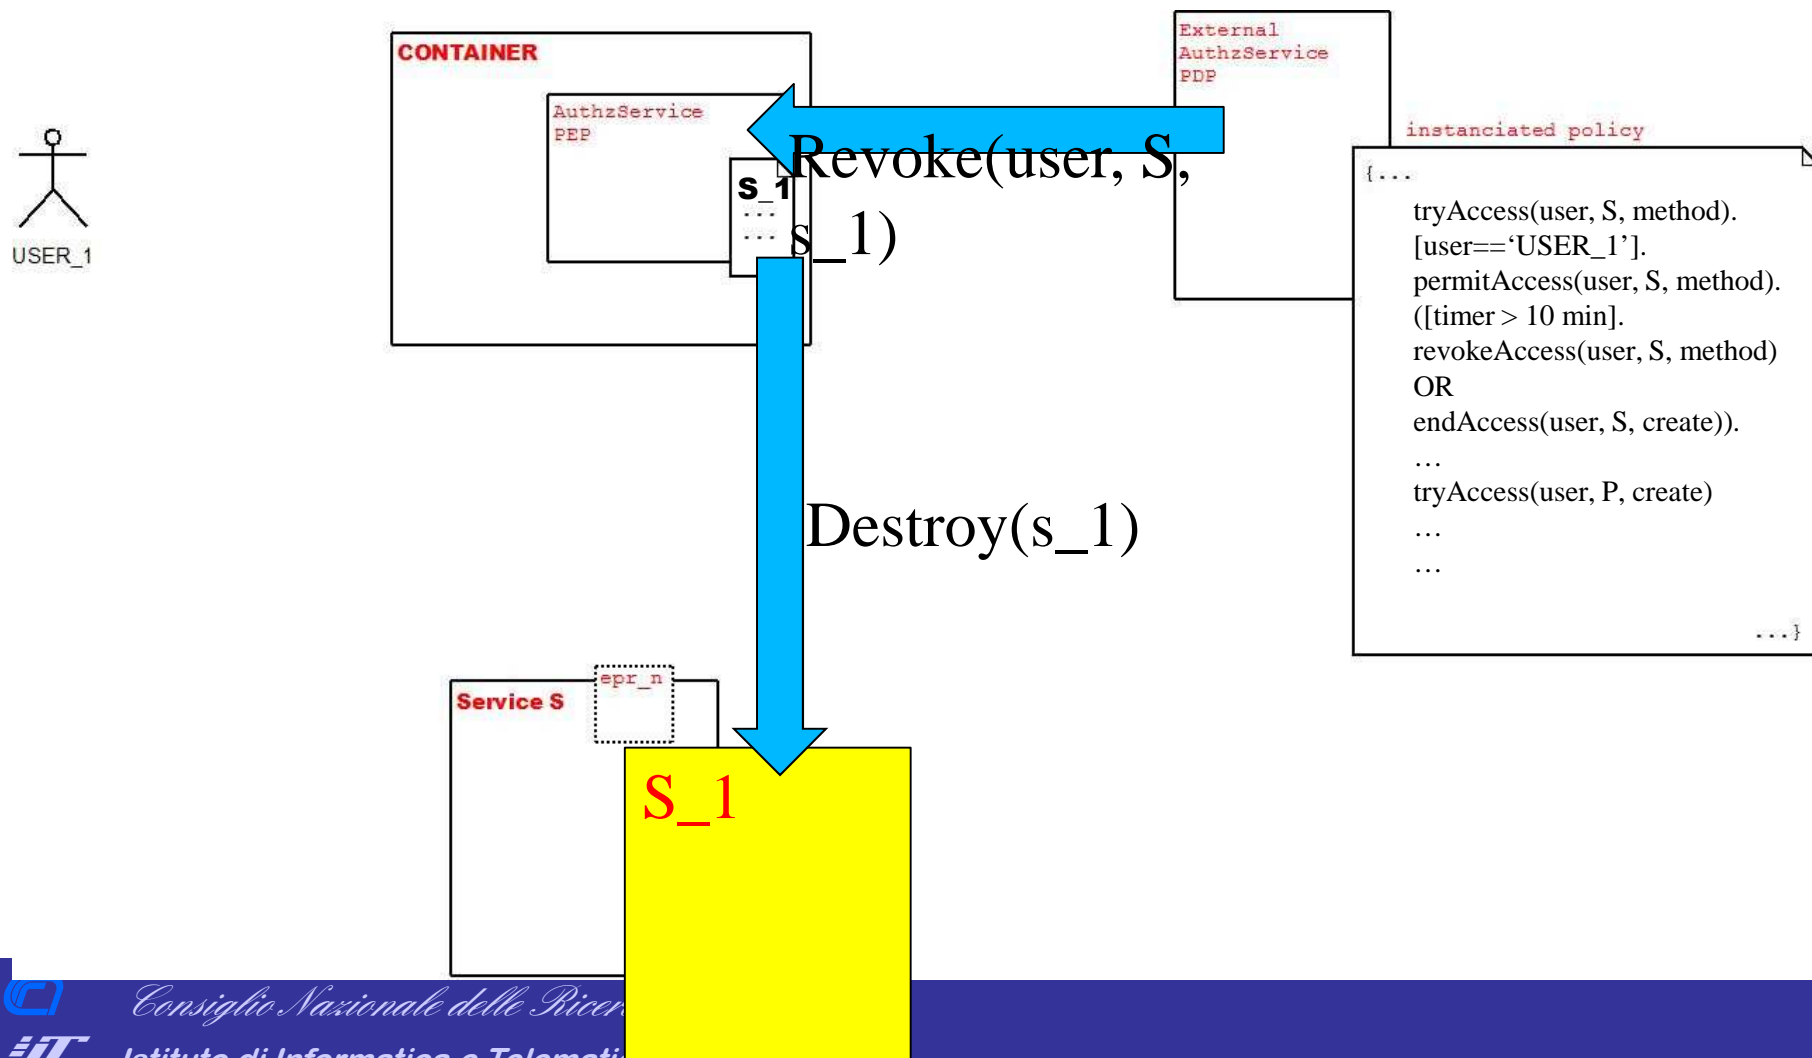 USER_1
CONTAINER
AuthzService
PEP
S_1
...
...
Revoke(user, S,
s_1)
External
AuthzService
PDP
instanciated policy
{...
tryAccess(user, S, method).
[user==‘USER_1’].
permitAccess(user, S, method).
([timer > 10 min].
revokeAccess(user, S, method)
OR
endAccess(user, S, create)).
…
tryAccess(user, P, create)
…
…
...}
Destroy(s_1)
Service S
epr_n
S_1
Consiglio Nazionale delle
Istituto di Informatica e